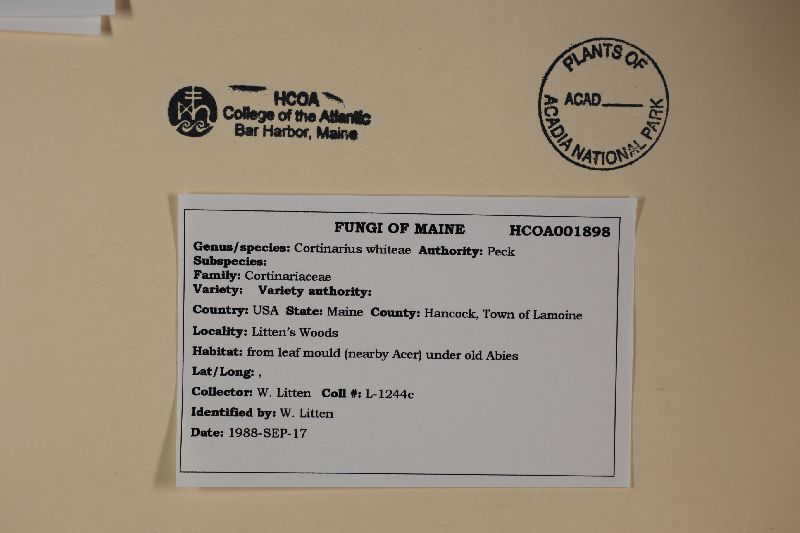 HCOA
College of the Atlantic
Bar Harbor, Maine
PLANTS OF
ACAD____
ACADIA NATIONAL PARK
FUNGI OF MAINE HCOA001898
Genus/species: Cortinarius whiteae Authority: Peck
Subspecies:
Family: Cortinariaceae
Variety: Variety authority:
Country: USA State: Maine County: Hancock, Town of Lamoine
Locality: Litten's Woods
Habitat: from leaf mould (nearby Acer) under old Abies
Lat/Long: ,
Collector: W. Litten Coll #: L-1244c
Identified by: W. Litten
Date: 1988-SEP-17